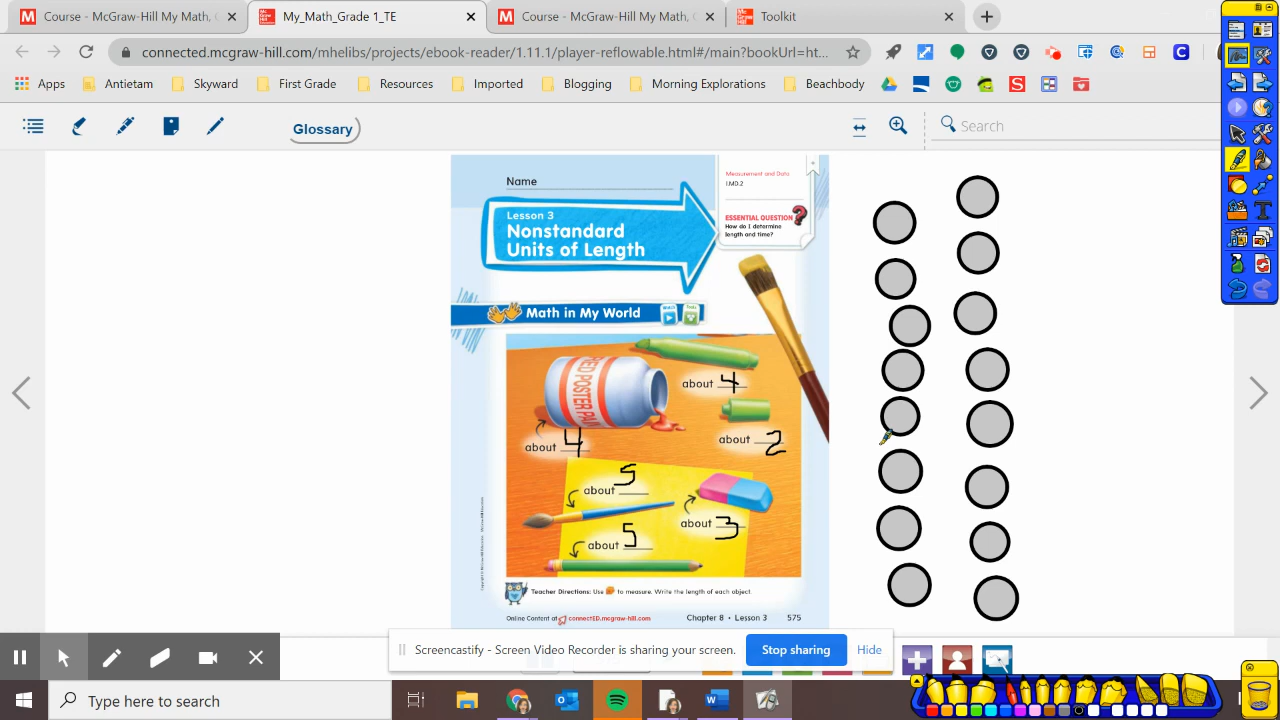 Course - McGraw-Hill My Math,
My_Math_Grade 1_TE
Course - McGraw-Hill My Math,
Toolkit
connected.mcgraw-hill.com/mhelibs/projects/ebook-reader/1.11.1/player-reflowable.html#/main?bookUrl=int...
Apps
Antietam
Skyward
First Grade
Resources
Imported
Blogging
Morning Explorations
Beachbody
Glossary
Search
Name
Measurement and Data
1.MD.2
Lesson 3
Nonstandard
Units of Length
ESSENTIAL QUESTION
How do I determine
length and time?
Math in My World
Watch
Tools
RED POSTER PAINT
about 4
about 4
about 2
about 5
about 3
about 5
Teacher Directions: Use to measure. Write the length of each object.
Online Content at connectED.mcgraw-hill.com
Chapter 8 • Lesson 3 575
Screencastify - Screen Video Recorder is sharing your screen.
Stop sharing
Hide
Type here to search